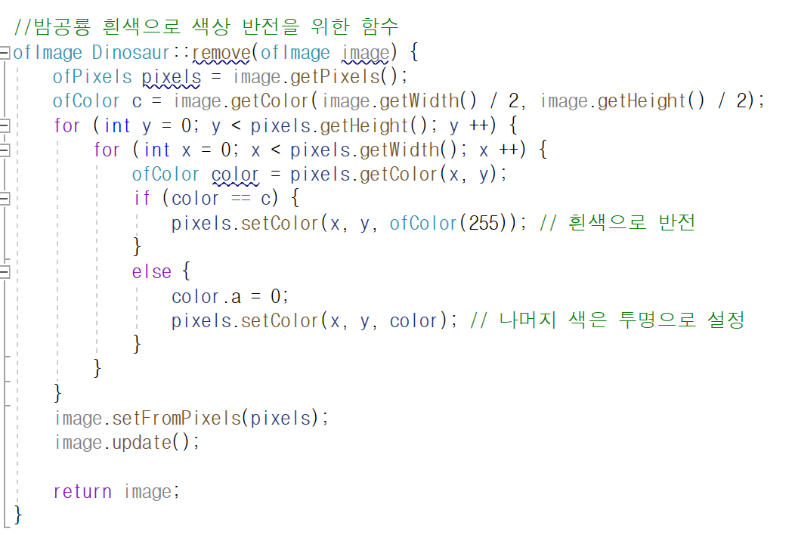 //밤공룡 흰색으로 색상 반전을 위한 함수
ofImage Dinosaur::remove(ofImage image) {
ofPixels pixels = image.getPixels();
ofColor c = image.getColor(image.getWidth() / 2, image.getHeight() / 2);
for (int y = 0; y < pixels.getHeight(); y ++) {
for (int x = 0; x < pixels.getWidth(); x ++) {
ofColor color = pixels.getColor(x, y);
if (color == c) {
pixels.setColor(x, y, ofColor(255)); // 흰색으로 반전
}
else {
color.a = 0;
pixels.setColor(x, y, color); // 나머지 색은 투명으로 설정
}
}
}
image.setFromPixels(pixels);
image.update();
return image;
}